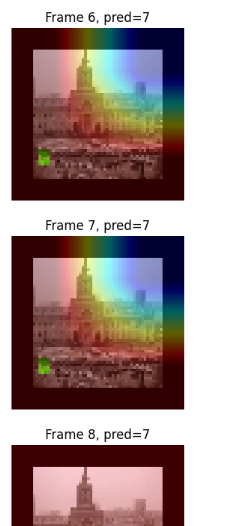 Frame 6, pred=7
Frame 7, pred=7
Frame 8, pred=7